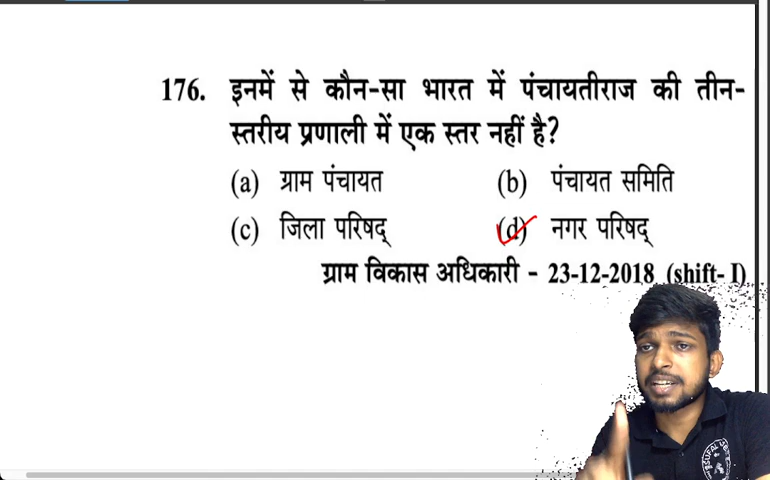 176. इनमें से कौन-सा भारत में पंचायतीराज की तीन-
स्तरीय प्रणाली में एक स्तर नहीं है?
(a) ग्राम पंचायत (b) पंचायत समिति
(c) जिला परिषद् (d) नगर परिषद्
ग्राम विकास अधिकारी - 23-12-2018 (shift- I)